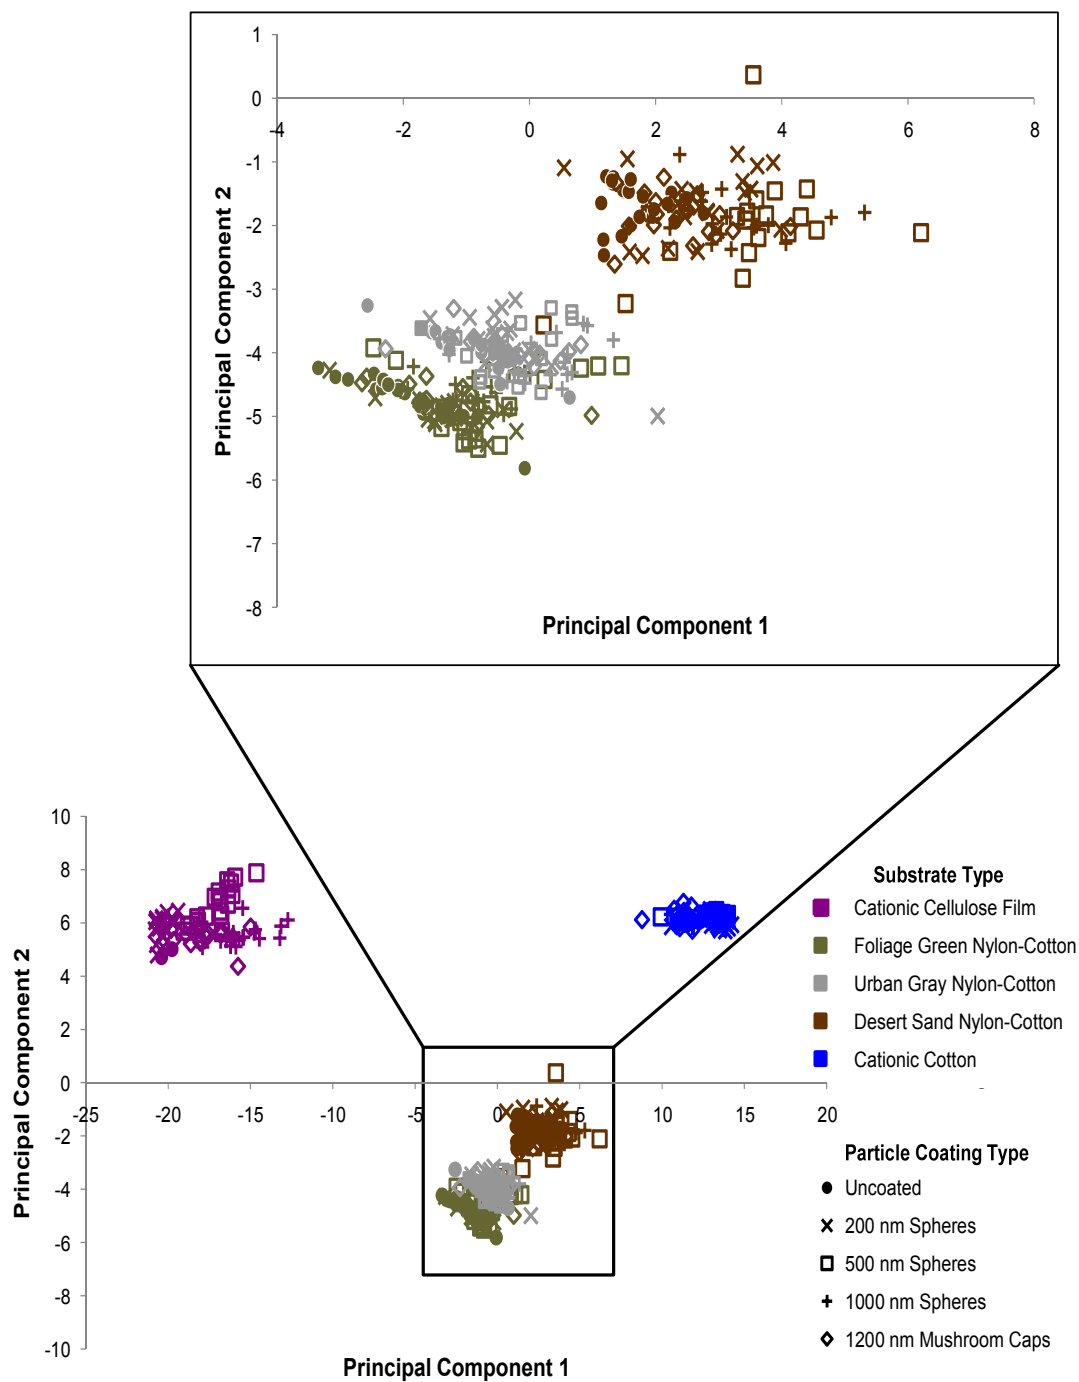 1
0
-1
-2
-3
-4
-5
-6
-7
-8
-4 -2 0 2 4 6 8
Principal Component 2
Principal Component 1
10
8
6
4
2
0
-2
-4
-6
-8
-10
-25 -20 -15 -10 -5 0 5 10 15 20
Principal Component 2
Principal Component 1
Substrate Type
Cationic Cellulose Film
Foliage Green Nylon-Cotton
Urban Gray Nylon-Cotton
Desert Sand Nylon-Cotton
Cationic Cotton
Particle Coating Type
Uncoated
200 nm Spheres
500 nm Spheres
1000 nm Spheres
1200 nm Mushroom Caps